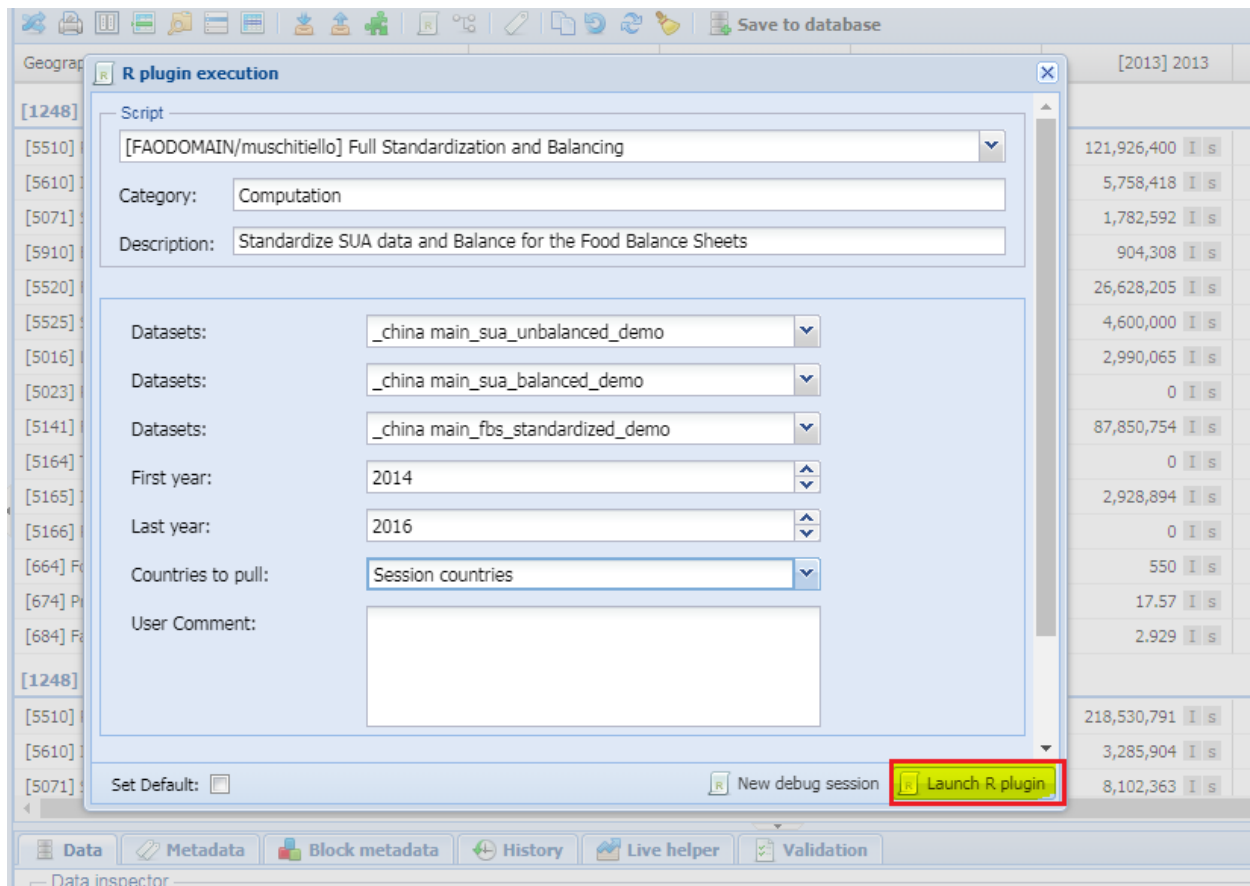 Save to database
Geograp
[2013] 2013
R plugin execution
[1248]
Script
[5510]
[FAODOMAIN/muschitiello] Full Standardization and Balancing
121,926,400 I s
[5610]
Category: Computation
5,758,418 I s
[5071]
1,782,592 I s
Description: Standardize SUA data and Balance for the Food Balance Sheets
[5910]
904,308 I s
[5520]
26,628,205 I s
[5525]
Datasets: _china main_sua_unbalanced_demo
4,600,000 I s
[5016]
2,990,065 I s
Datasets: _china main_sua_balanced_demo
[5023]
0 I s
[5141]
Datasets: _china main_fbs_standardized_demo
87,850,754 I s
[5164]
0 I s
First year: 2014
[5165]
2,928,894 I s
Last year: 2016
[5166]
0 I s
[664] Fo
Countries to pull: Session countries
550 I s
[674] Pr
17.57 I s
User Comment:
[684] Fa
2.929 I s
[1248]
[5510]
218,530,791 I s
[5610]
3,285,904 I s
[5071]
Set Default:
R New debug session
R Launch R plugin
8,102,363 I s
Data Metadata Block metadata History Live helper Validation
Data inspector